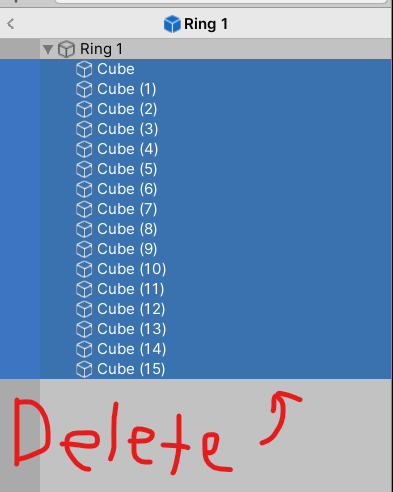 Ring 1
Ring 1
Cube
Cube (1)
Cube (2)
Cube (3)
Cube (4)
Cube (5)
Cube (6)
Cube (7)
Cube (8)
Cube (9)
Cube (10)
Cube (11)
Cube (12)
Cube (13)
Cube (14)
Cube (15)
Delete